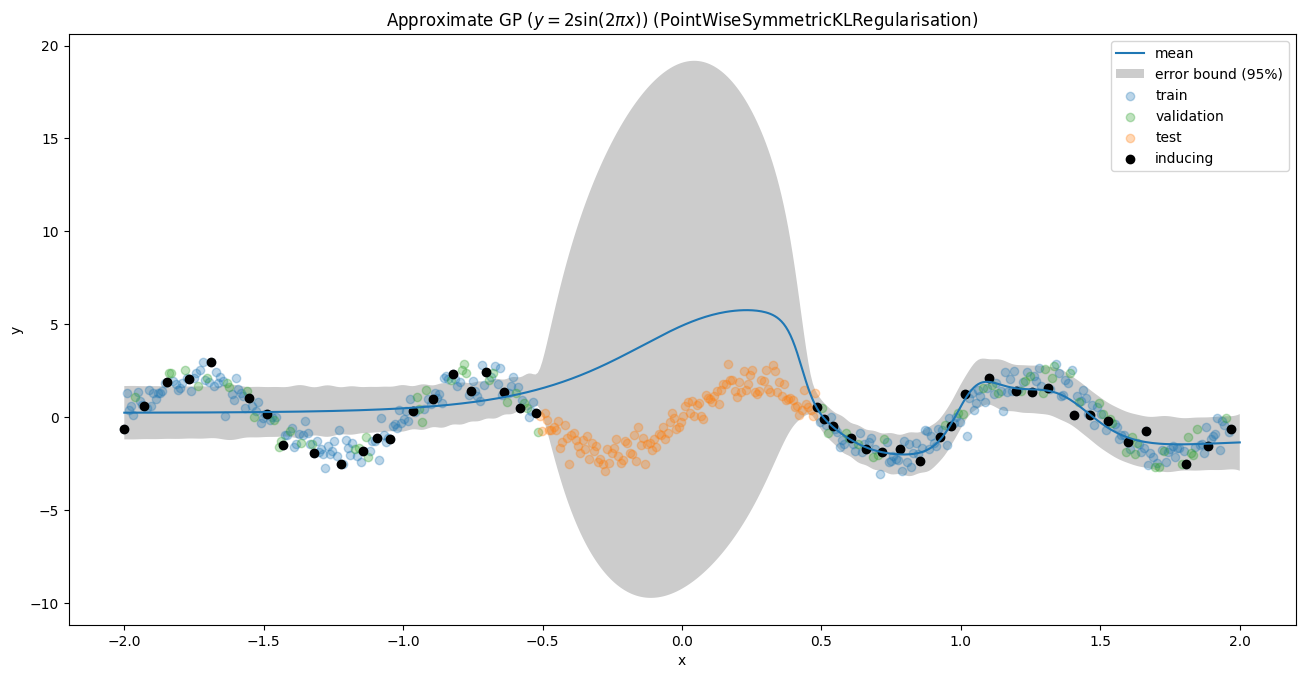 Approximate GP (y = 2sin(2πx)) (PointWiseSymmetricKLRegularisation)
mean
error bound (95%)
train
validation
test
inducing
20
15
10
5
0
−5
−10
y
−2.0 −1.5 −1.0 −0.5 0.0 0.5 1.0 1.5 2.0
x